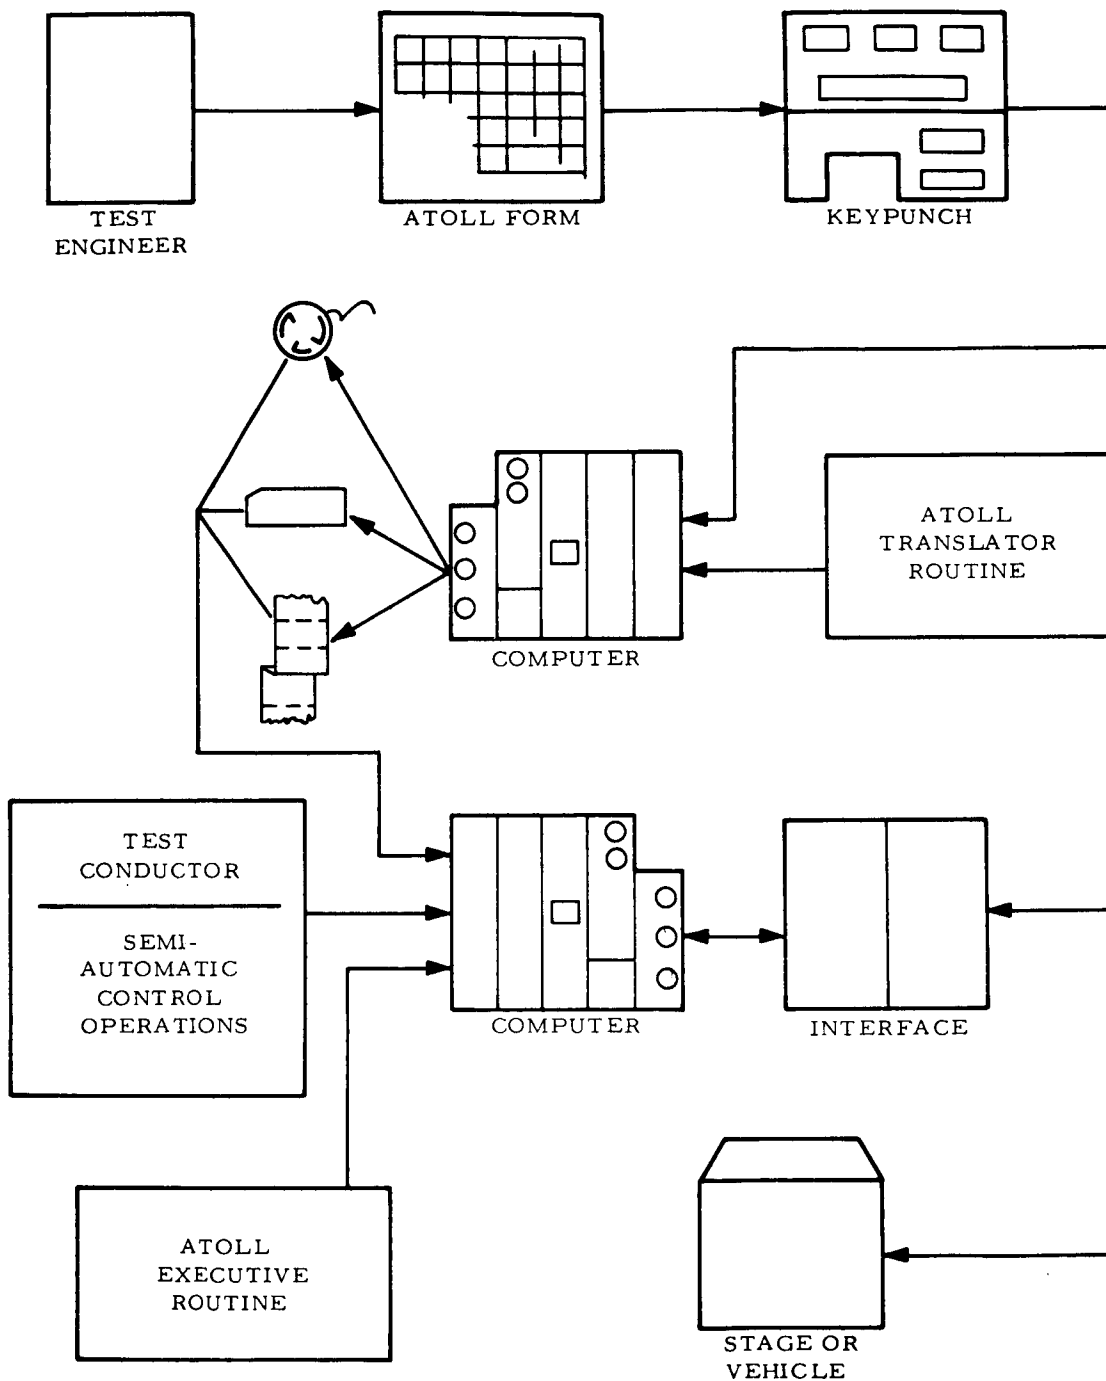 TEST
ENGINEER
ATOLL FORM
KEYPUNCH
ATOLL
TRANSLATOR
ROUTINE
COMPUTER
TEST
CONDUCTOR
SEMI-
AUTOMATIC
CONTROL
OPERATIONS
COMPUTER
INTERFACE
ATOLL
EXECUTIVE
ROUTINE
STAGE OR
VEHICLE